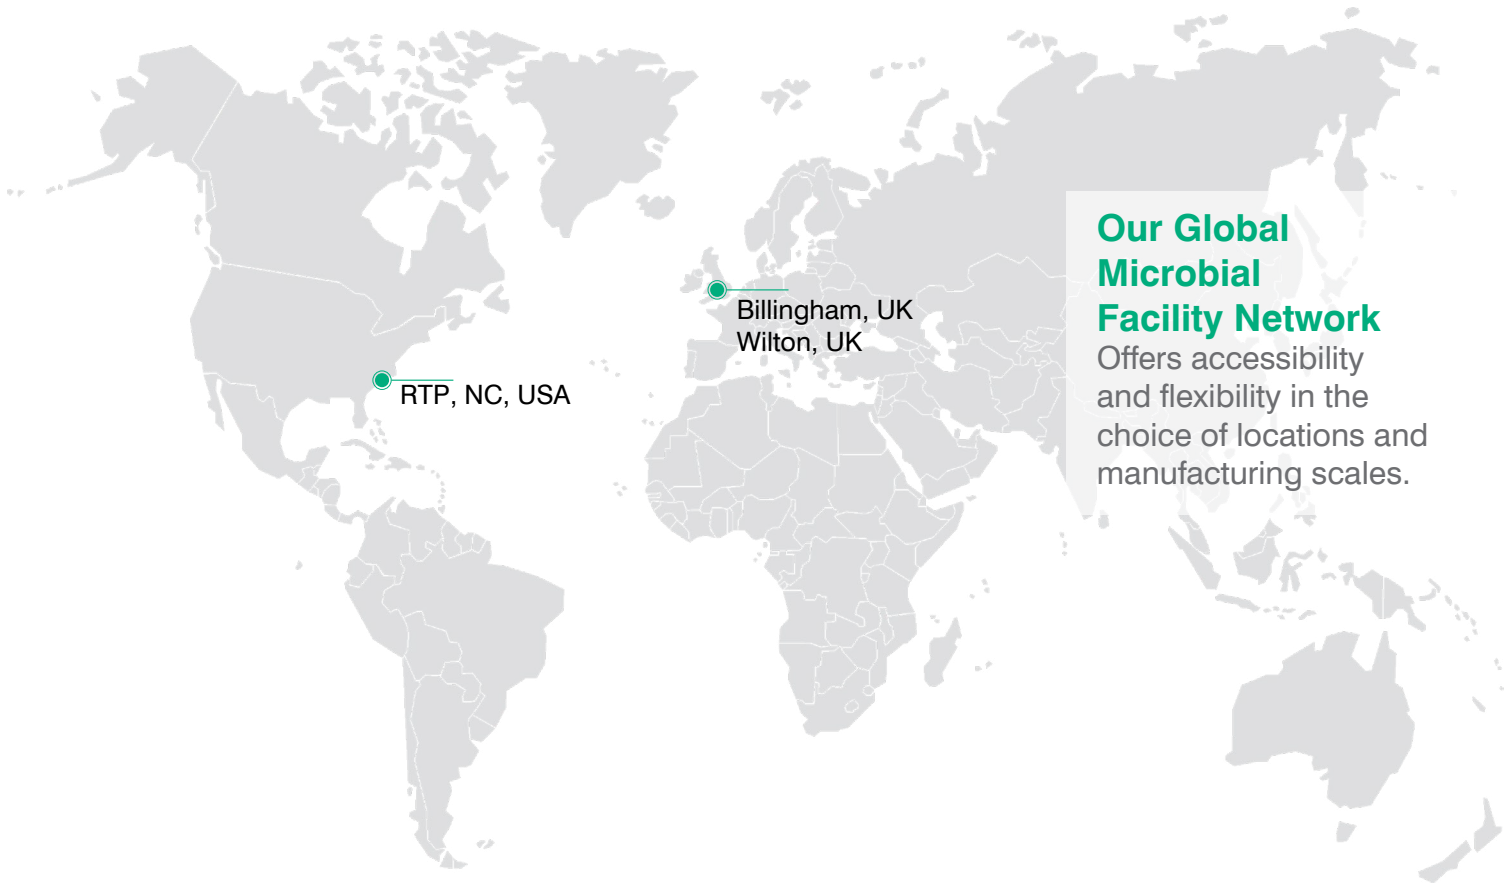 Billingham, UK
Wilton, UK
RTP, NC, USA
Our Global
Microbial
Facility Network
Offers accessibility
and flexibility in the
choice of locations and
manufacturing scales.